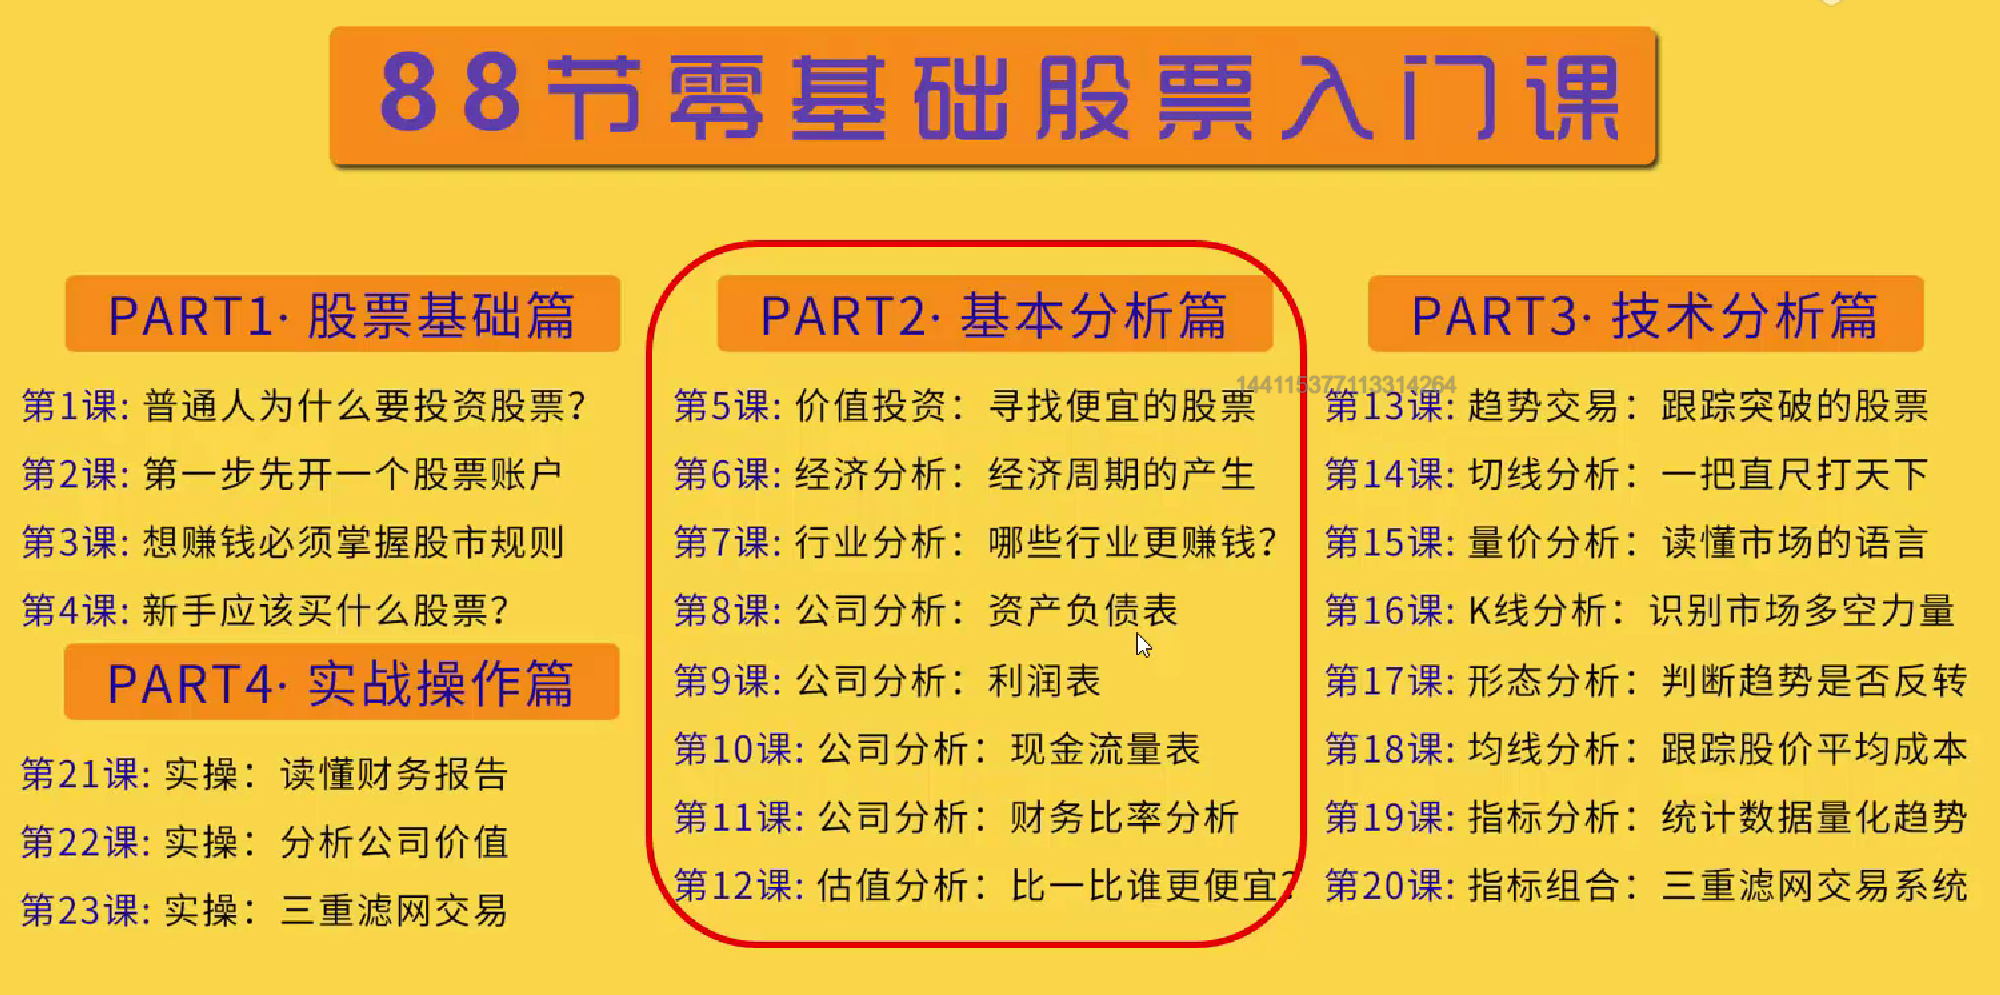 88节零基础股票入门课
PART1· 股票基础篇
第1课: 普通人为什么要投资股票?
第2课: 第一步先开一个股票账户
第3课: 想赚钱必须掌握股市规则
第4课: 新手应该买什么股票?
PART4· 实战操作篇
第21课: 实操：读懂财务报告
第22课: 实操：分析公司价值
第23课: 实操：三重滤网交易
PART2· 基本分析篇
第5课: 价值投资：寻找便宜的股票
第6课: 经济分析：经济周期的产生
第7课: 行业分析：哪些行业更赚钱?
第8课: 公司分析：资产负债表
第9课: 公司分析：利润表
第10课: 公司分析：现金流量表
第11课: 公司分析：财务比率分析
第12课: 估值分析：比一比谁更便宜?
144115377113314264
PART3· 技术分析篇
第13课: 趋势交易：跟踪突破的股票
第14课: 切线分析：一把直尺打天下
第15课: 量价分析：读懂市场的语言
第16课: K线分析：识别市场多空力量
第17课: 形态分析：判断趋势是否反转
第18课: 均线分析：跟踪股价平均成本
第19课: 指标分析：统计数据量化趋势
第20课: 指标组合：三重滤网交易系统